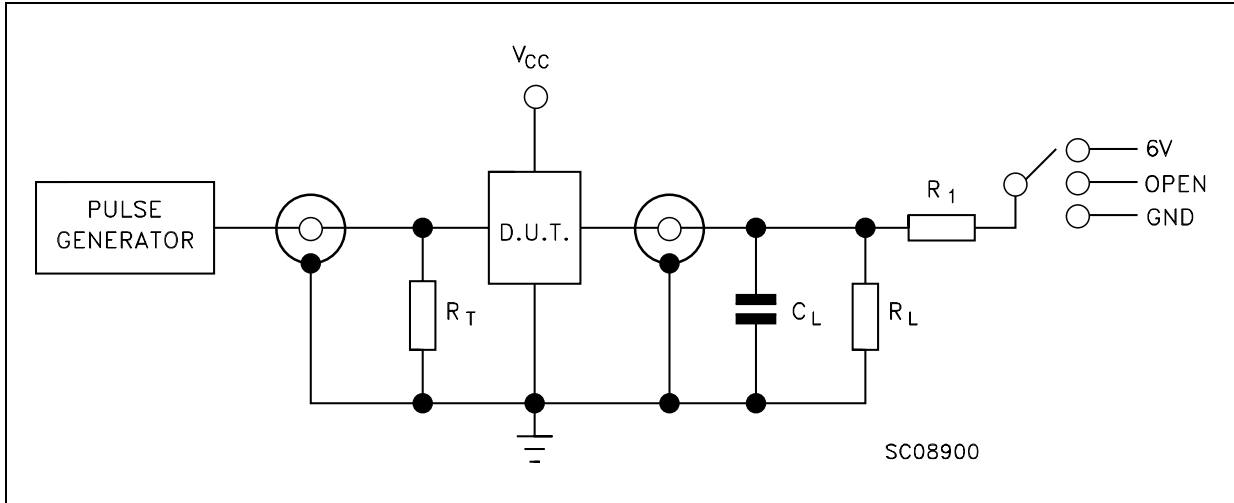 VCC
PULSE
GENERATOR
D.U.T.
RT
CL
RL
R1
6V
OPEN
GND
SC08900